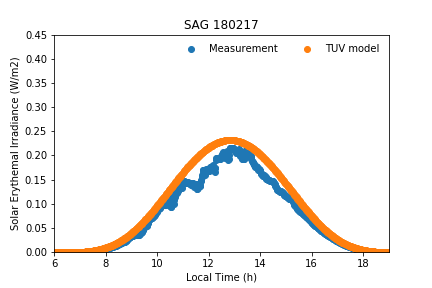 SAG 180217
Measurement TUV model
Solar Erythemal Irradiance (W/m2)
0.45
0.40
0.35
0.30
0.25
0.20
0.15
0.10
0.05
0.00
6 8 10 12 14 16 18
Local Time (h)